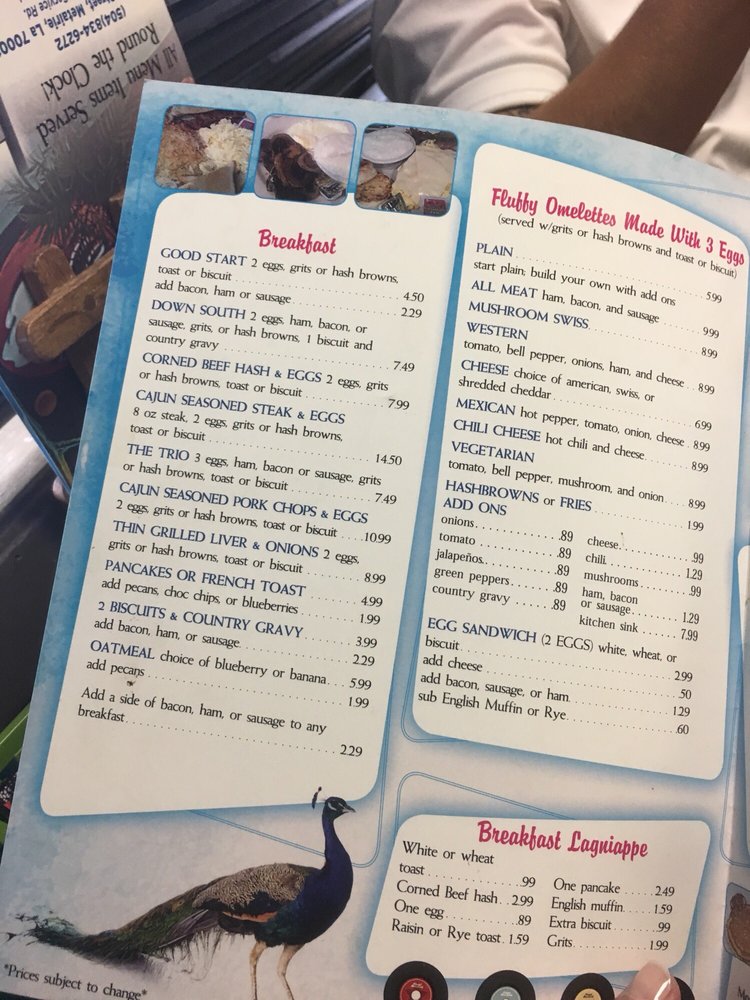 All Menu Items Served
Round the Clock!
(504)834-6272
Metairie, La 7000
Service Rd.
Breakfast
GOOD START 2 eggs, grits or hash browns,
toast or biscuit 4.50
add bacon, ham or sausage 2.29
DOWN SOUTH 2 eggs, ham, bacon, or
sausage, grits, or hash browns, 1 biscuit and
country gravy 7.49
CORNED BEEF HASH & EGGS 2 eggs, grits
or hash browns, toast or biscuit 7.99
CAJUN SEASONED STEAK & EGGS
8 oz steak, 2 eggs, grits or hash browns,
toast or biscuit 14.50
THE TRIO 3 eggs, ham, bacon or sausage, grits
or hash browns, toast or biscuit 7.49
CAJUN SEASONED PORK CHOPS & EGGS
2 eggs, grits or hash browns, toast or biscuit 10.99
THIN GRILLED LIVER & ONIONS 2 eggs,
grits or hash browns, toast or biscuit 8.99
PANCAKES OR FRENCH TOAST 4.99
add pecans, choc chips, or blueberries 1.99
2 BISCUITS & COUNTRY GRAVY 3.99
add bacon, ham, or sausage 2.29
OATMEAL choice of blueberry or banana 5.99
add pecans 1.99
Add a side of bacon, ham, or sausage to any
breakfast 2.29
Fluffy Omelettes Made With 3 Eggs
(served w/grits or hash browns and toast or biscuit)
PLAIN
start plain; build your own with add ons 5.99
ALL MEAT ham, bacon, and sausage 9.99
MUSHROOM SWISS 8.99
WESTERN
tomato, bell pepper, onions, ham, and cheese 8.99
CHEESE choice of american, swiss, or
shredded cheddar 6.99
MEXICAN hot pepper, tomato, onion, cheese 8.99
CHILI CHEESE hot chili and cheese 8.99
VEGETARIAN
tomato, bell pepper, mushroom, and onion 8.99
HASHBROWNS or FRIES 1.99
ADD ONS
onions .89
tomato .89
jalapeños .89
green peppers .89
country gravy .89
cheese .99
chili 1.29
mushrooms .99
ham, bacon
or sausage 1.29
kitchen sink 7.99
EGG SANDWICH (2 EGGS) white, wheat, or
biscuit 2.99
add cheese .50
add bacon, sausage, or ham 1.29
sub English Muffin or Rye .60
Breakfast Lagniappe
White or wheat
toast .99
Corned Beef hash 2.99
One egg .89
Raisin or Rye toast 1.59
One pancake 2.49
English muffin 1.59
Extra biscuit .99
Grits 1.99
*Prices subject to change*